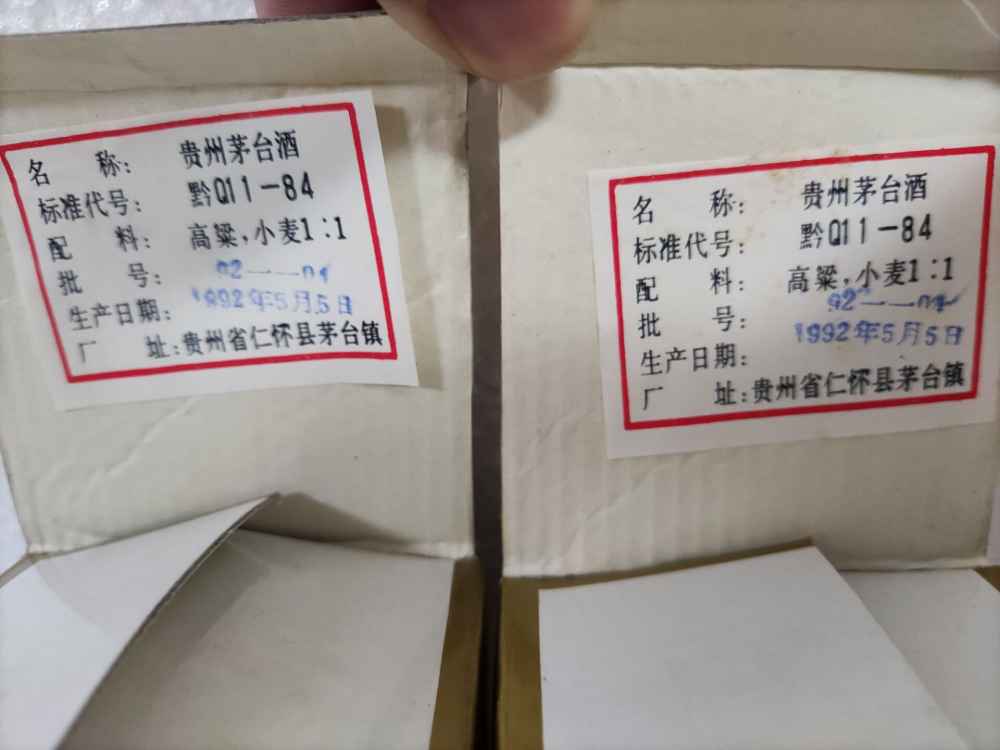 名 称: 贵州茅台酒
标准代号: 黔Q11-84
配 料: 高粱,小麦1:1
批 号: 92——04
生产日期: 1992年5月5日
厂 址:贵州省仁怀县茅台镇
名 称: 贵州茅台酒
标准代号: 黔Q11-84
配 料: 高粱,小麦1:1
批 号: 92——04
生产日期: 1992年5月5日
厂 址:贵州省仁怀县茅台镇